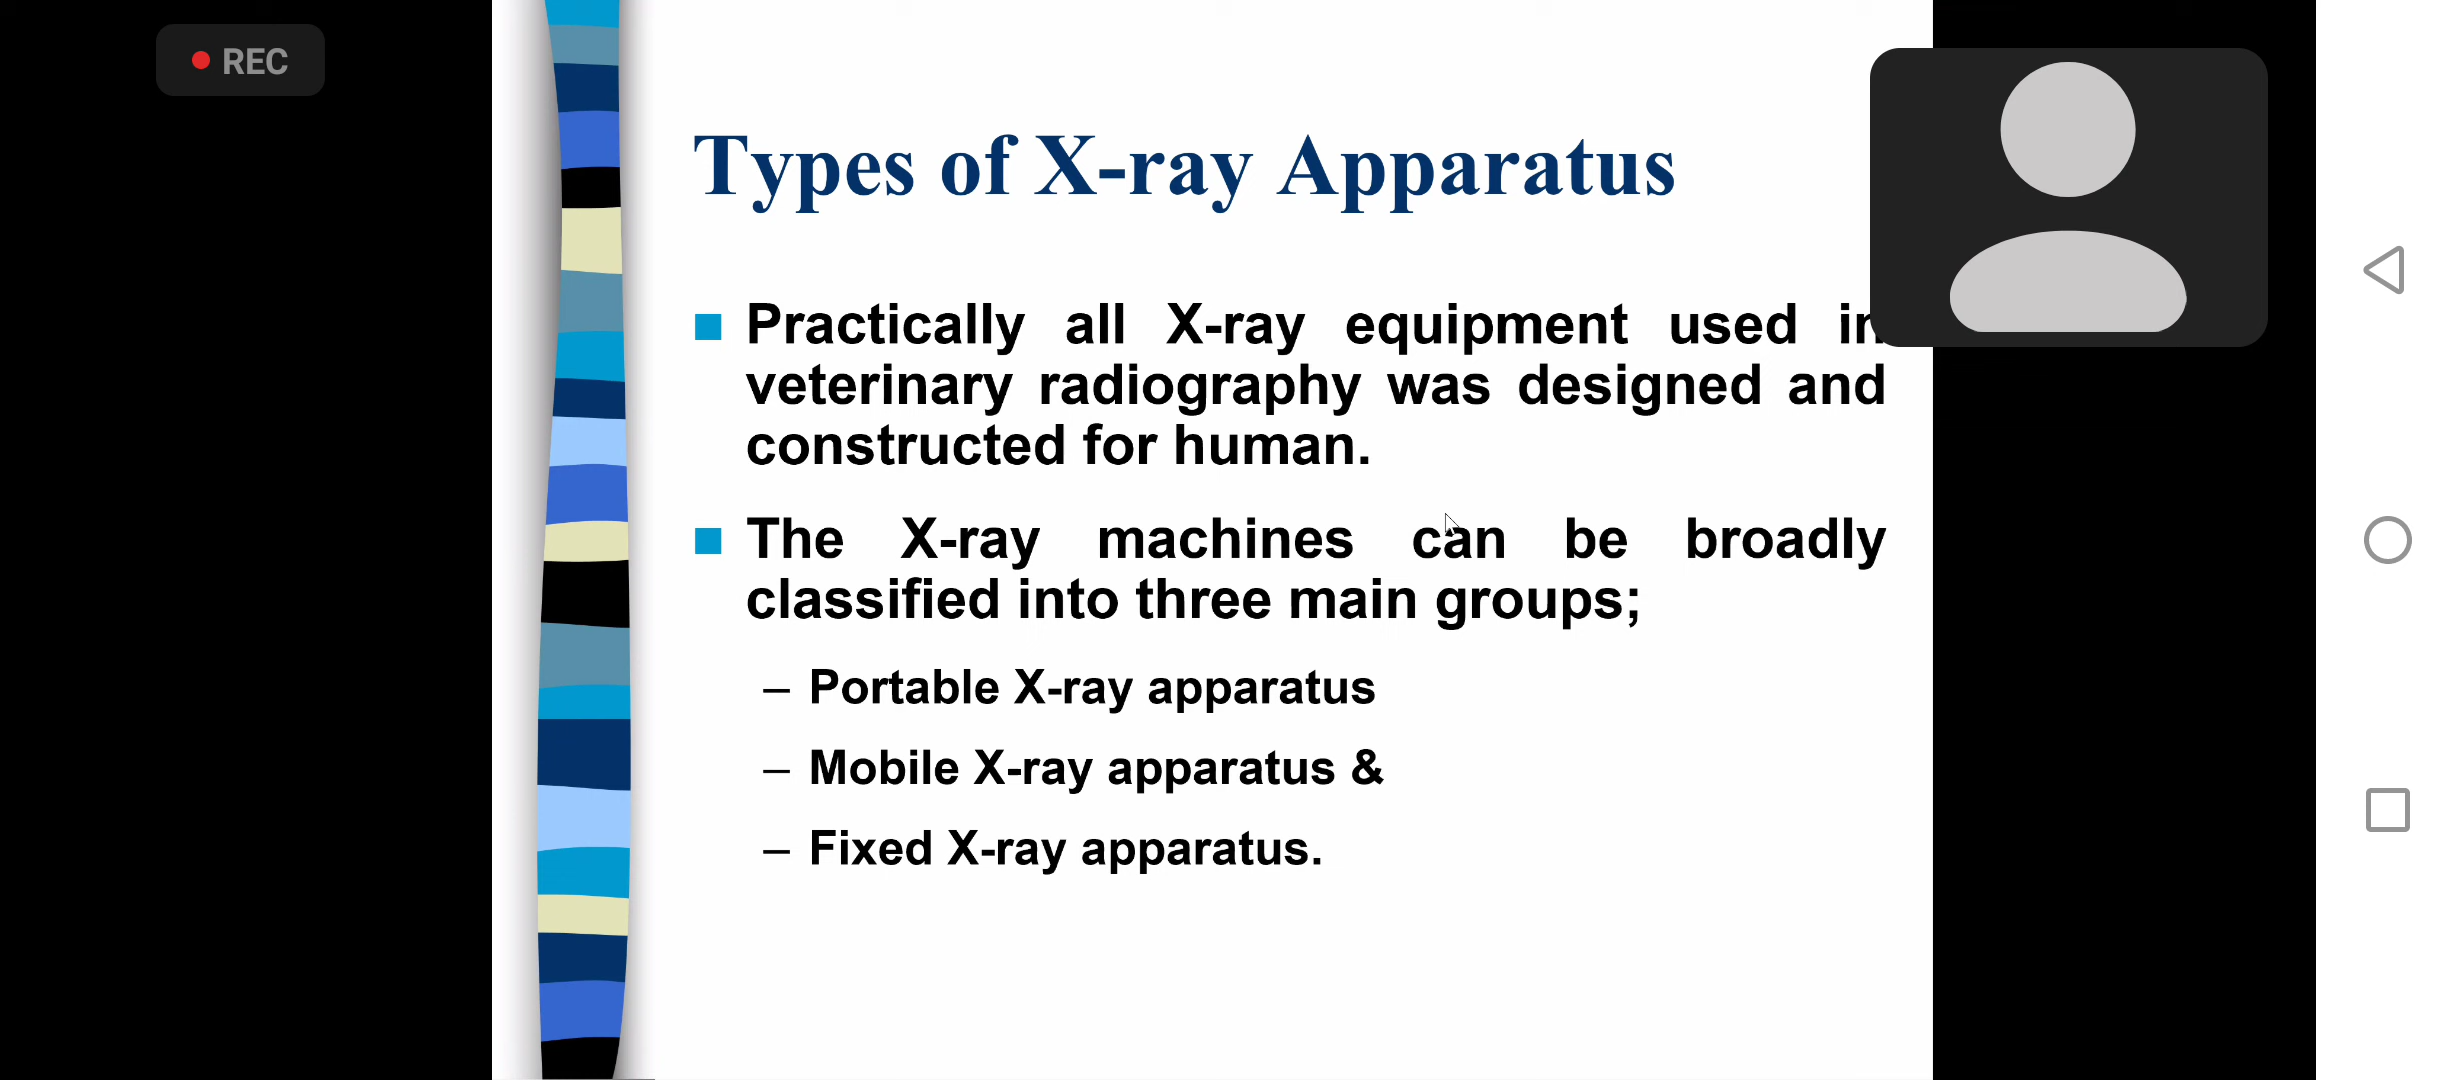 REC
Types of X-ray Apparatus
Practically all X-ray equipment used in
veterinary radiography was designed and
constructed for human.
The X-ray machines can be broadly
classified into three main groups;
– Portable X-ray apparatus
– Mobile X-ray apparatus &
– Fixed X-ray apparatus.